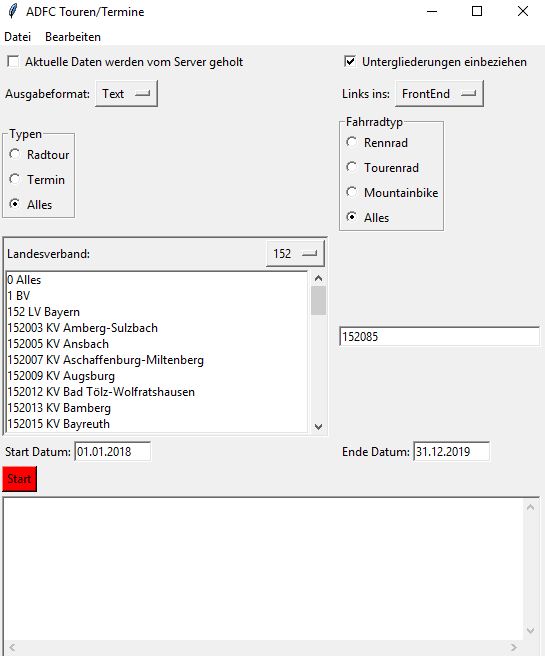 ADFC Touren/Termine
Datei Bearbeiten
Aktuelle Daten werden vom Server geholt
Untergliederungen einbeziehen
Ausgabeformat: Text
Links ins: FrontEnd
Typen
Radtour
Termin
Alles
Fahrradtyp
Rennrad
Tourenrad
Mountainbike
Alles
Landesverband: 152
0 Alles
1 BV
152 LV Bayern
152003 KV Amberg-Sulzbach
152005 KV Ansbach
152007 KV Aschaffenburg-Miltenberg
152009 KV Augsburg
152012 KV Bad Tölz-Wolfratshausen
152013 KV Bamberg
152015 KV Bayreuth
152085
Start Datum: 01.01.2018
Ende Datum: 31.12.2019
Start